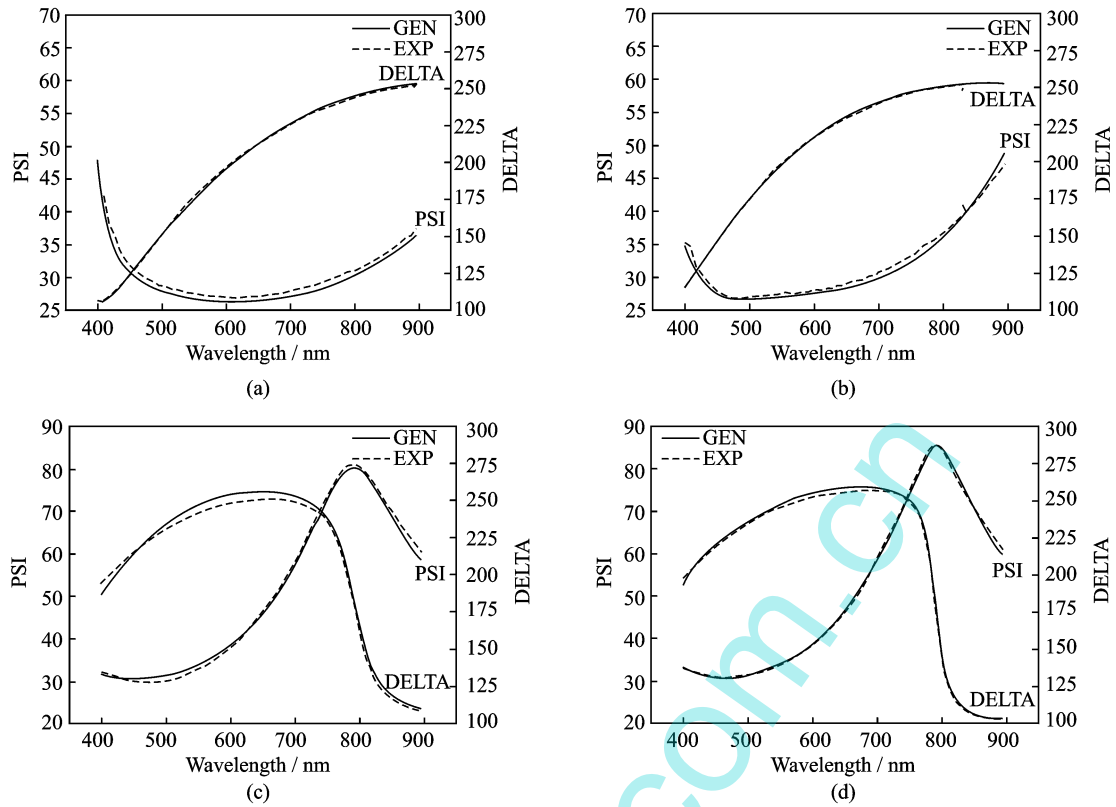 70
65
60
55
50
45
40
35
30
25
PSI
300
275
250
225
200
175
150
125
100
DELTA
GEN
EXP
DELTA
PSI
400 500 600 700 800 900
Wavelength / nm
(a)
70
65
60
55
50
45
40
35
30
25
PSI
300
275
250
225
200
175
150
125
100
DELTA
GEN
EXP
DELTA
PSI
400 500 600 700 800 900
Wavelength / nm
(b)
90
80
70
60
50
40
30
20
PSI
300
275
250
225
200
175
150
125
100
DELTA
GEN
EXP
PSI
DELTA
400 500 600 700 800 900
Wavelength / nm
(c)
90
80
70
60
50
40
30
20
PSI
300
275
250
225
200
175
150
125
100
DELTA
GEN
EXP
PSI
DELTA
400 500 600 700 800 900
Wavelength / nm
(d)
com.cn